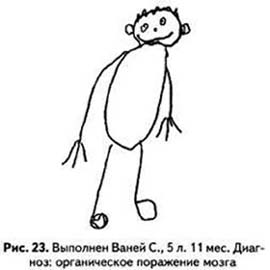 Рис. 23. Выполнен Ваней С., 5 л. 11 мес. Диаг-
ноз: органическое поражение мозга